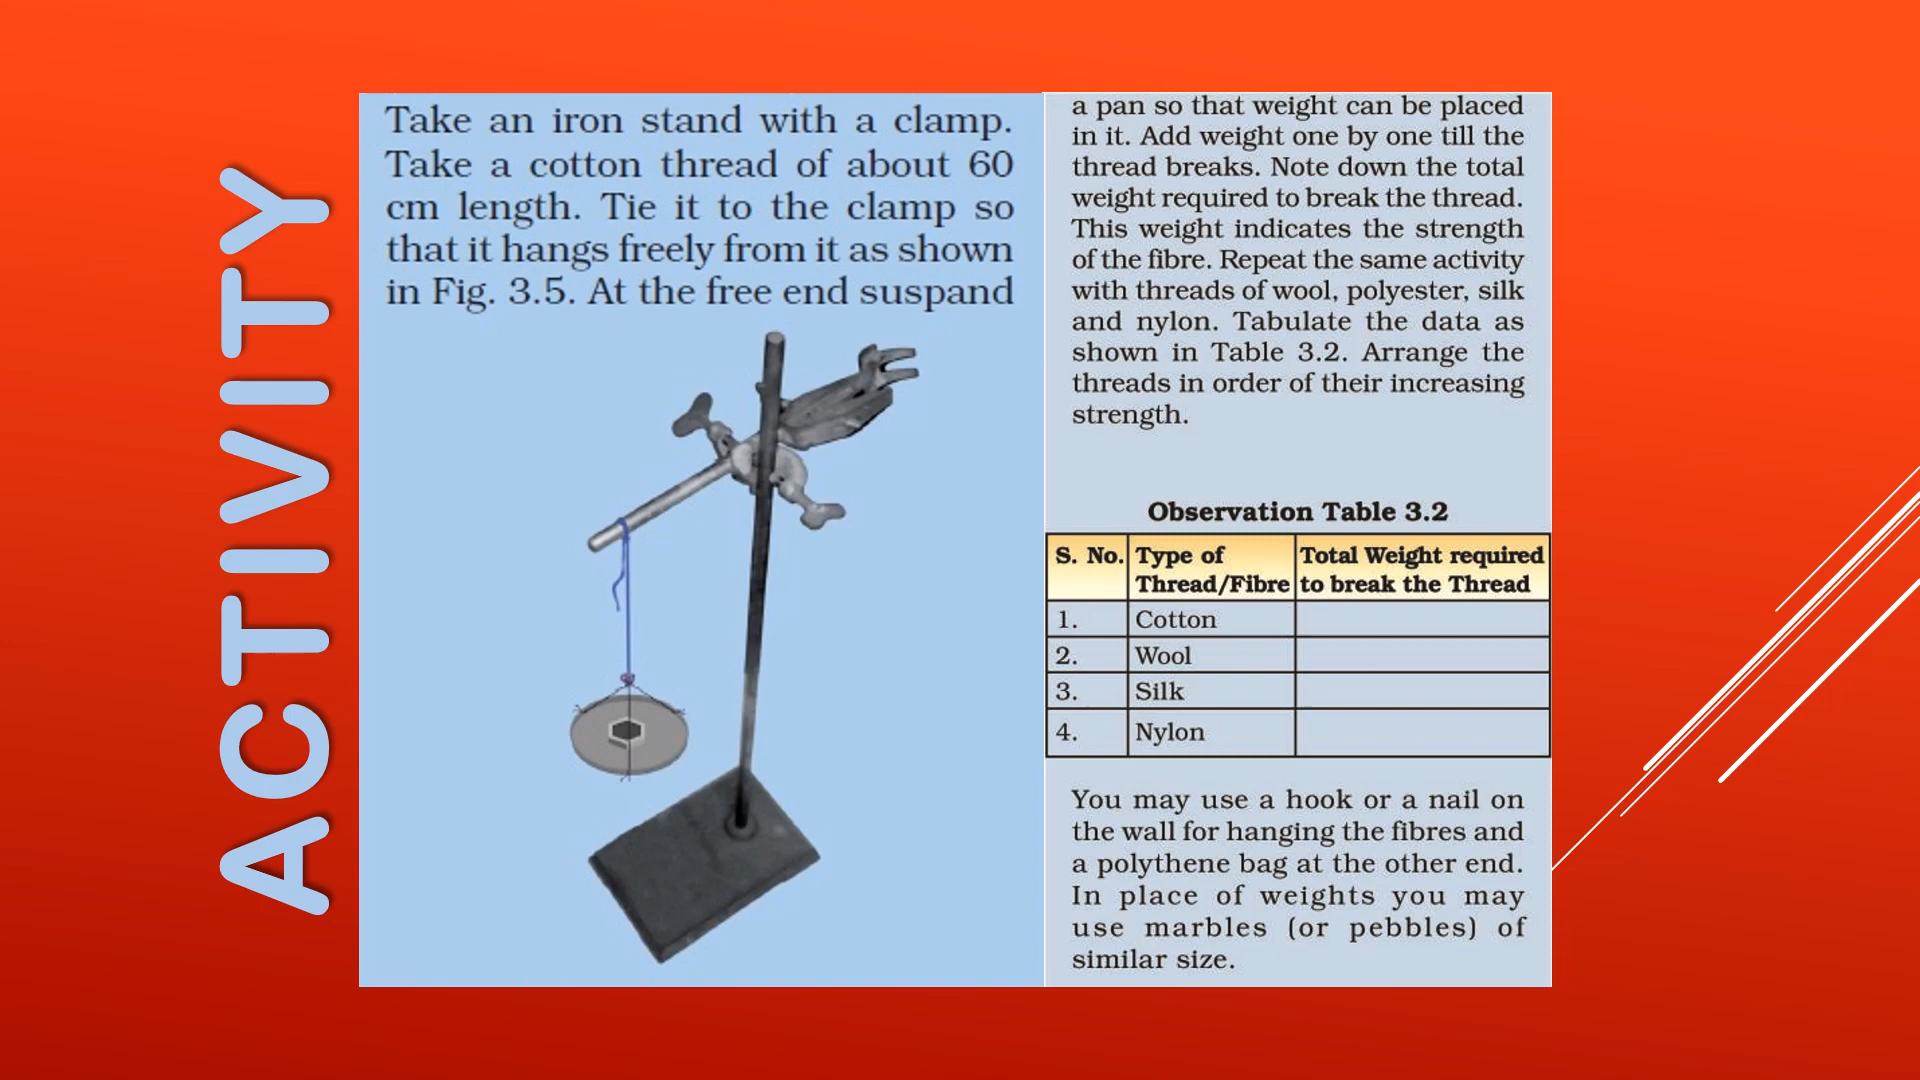 ACTIVITY
Take an iron stand with a clamp.
Take a cotton thread of about 60
cm length. Tie it to the clamp so
that it hangs freely from it as shown
in Fig. 3.5. At the free end suspand
a pan so that weight can be placed
in it. Add weight one by one till the
thread breaks. Note down the total
weight required to break the thread.
This weight indicates the strength
of the fibre. Repeat the same activity
with threads of wool, polyester, silk
and nylon. Tabulate the data as
shown in Table 3.2. Arrange the
threads in order of their increasing
strength.
Observation Table 3.2
S. No. Type of Thread/Fibre Total Weight required to break the Thread
1. Cotton
2. Wool
3. Silk
4. Nylon
You may use a hook or a nail on
the wall for hanging the fibres and
a polythene bag at the other end.
In place of weights you may
use marbles (or pebbles) of
similar size.